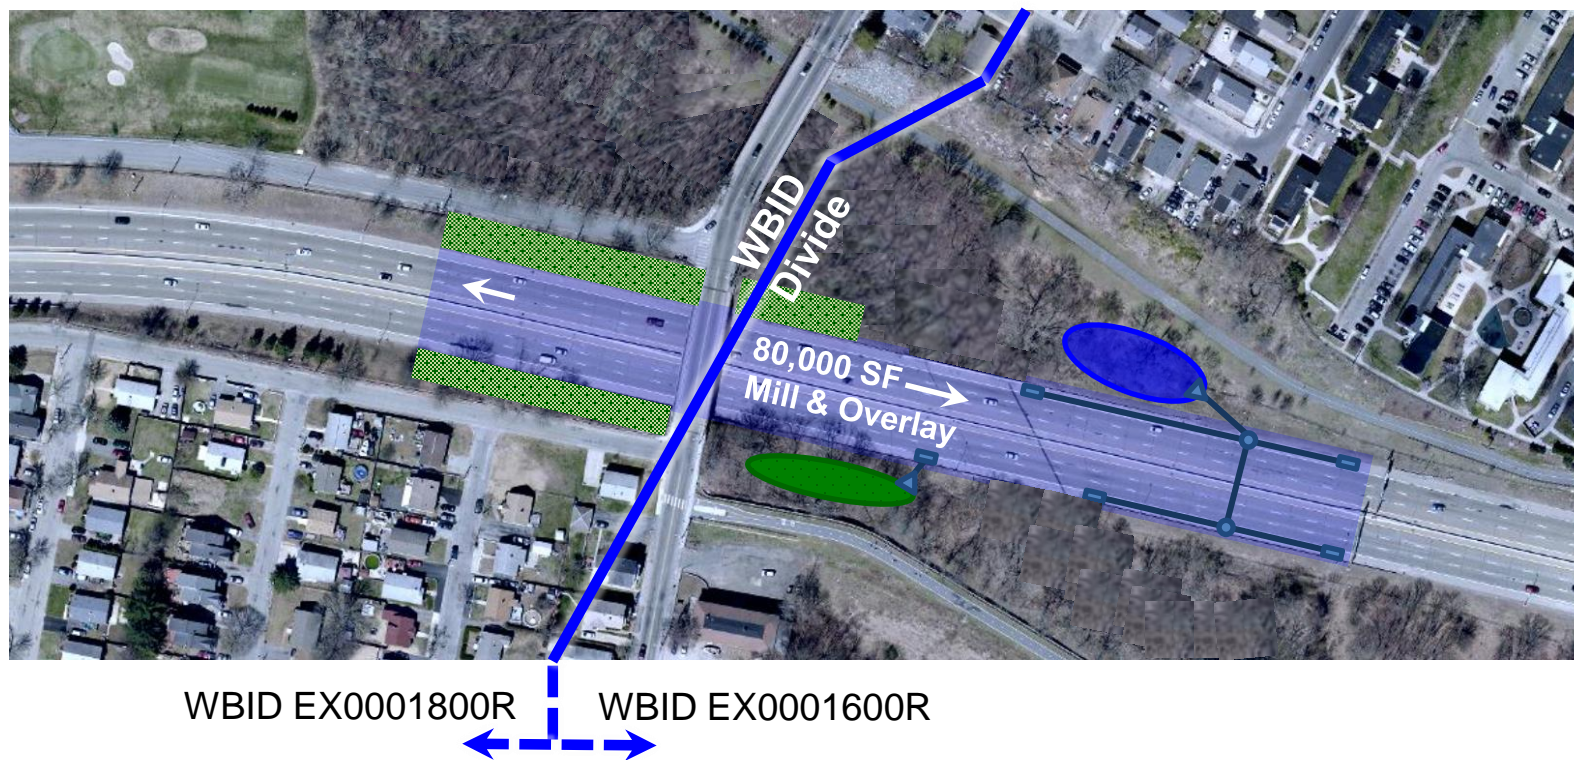 WBID
Divide
80,000 SF
Mill & Overlay
WBID EX0001800R
WBID EX0001600R